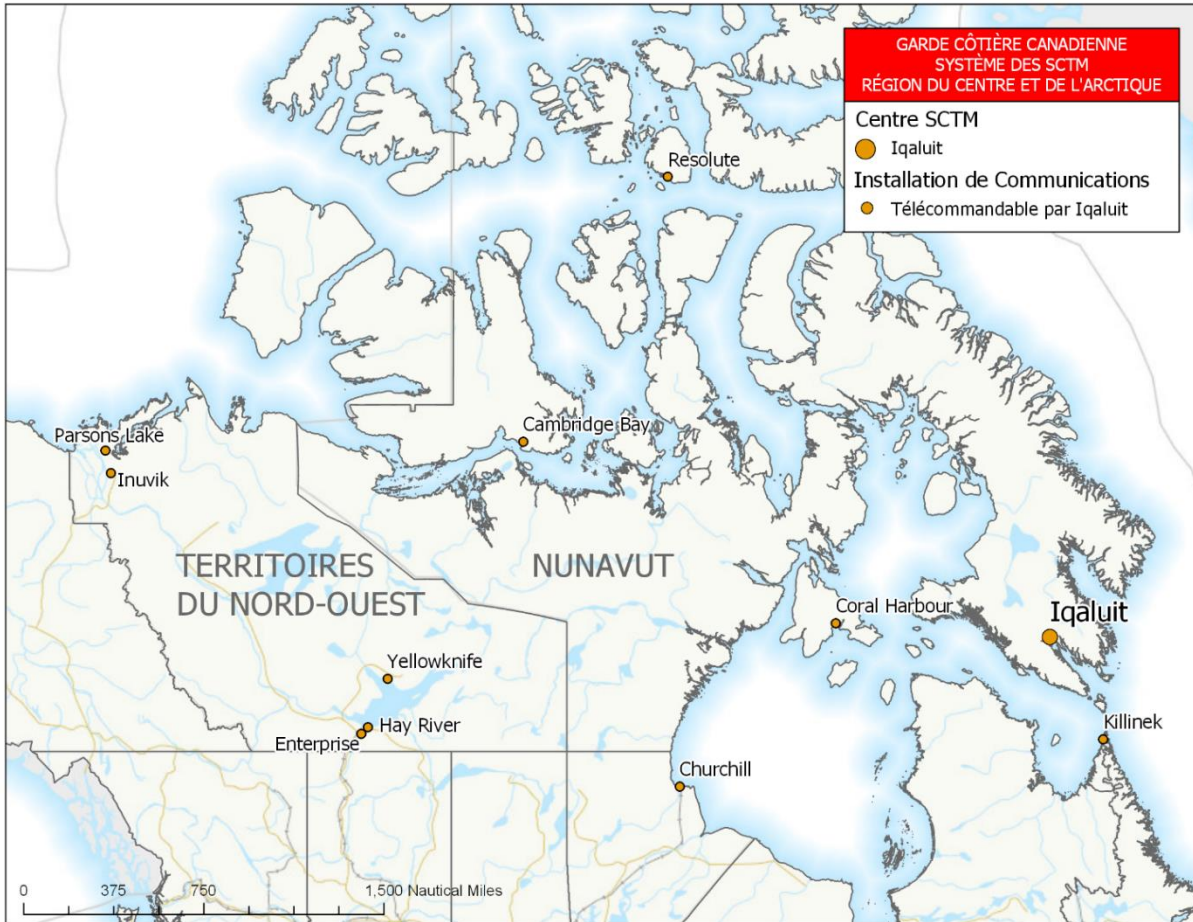 GARDE CÔTIÈRE CANADIENNE
SYSTÈME DES SCTM
RÉGION DU CENTRE ET DE L'ARCTIQUE
Centre SCTM
Iqaluit
Installation de Communications
Télécommandable par Iqaluit
Resolute
Cambridge Bay
Parsons Lake
Inuvik
TERRITOIRES
DU NORD-OUEST
NUNAVUT
Coral Harbour
Iqaluit
Yellowknife
Hay River
Enterprise
Killinek
Churchill
0 375 750 1,500 Nautical Miles